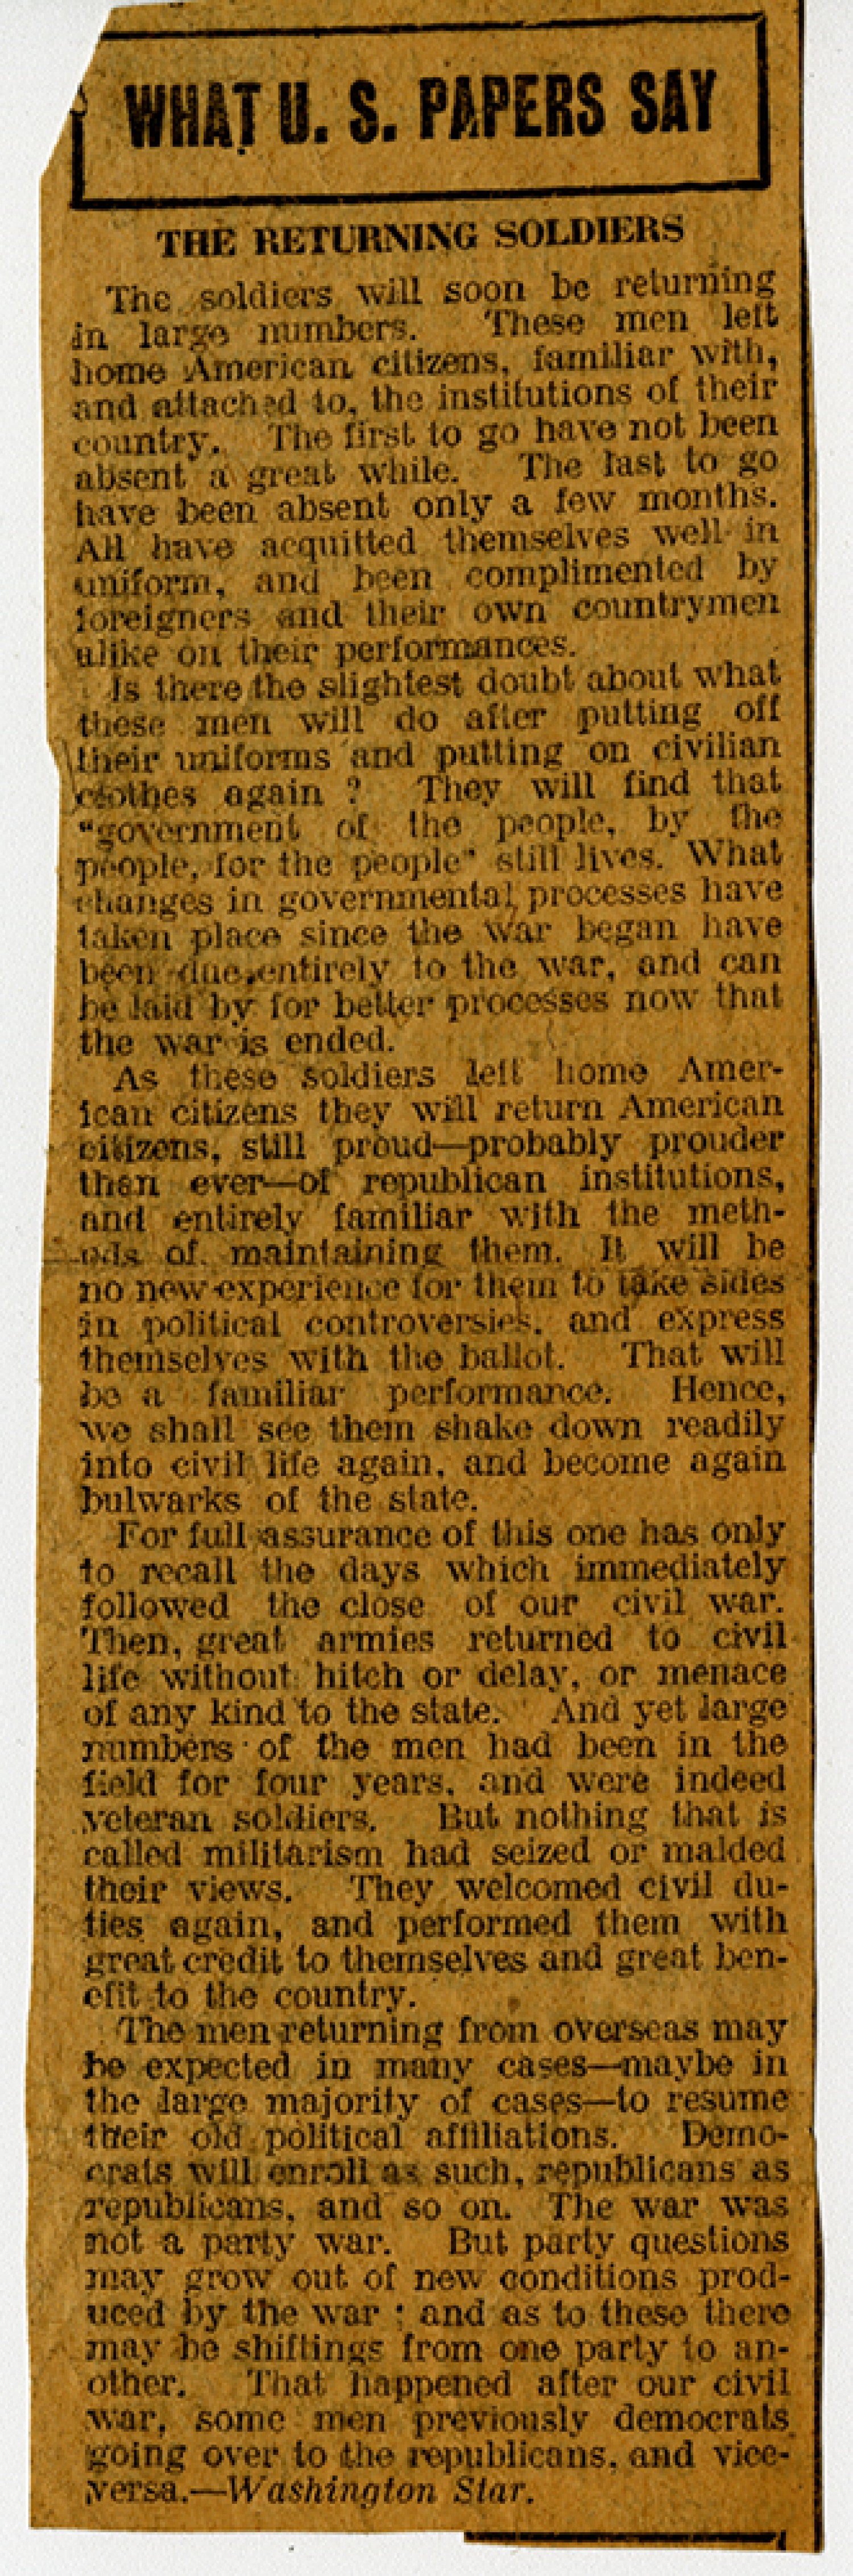 WHAT U. S. PAPERS SAY
THE RETURNING SOLDIERS
The soldiers will soon be returning
in large numbers. These men left
home American citizens, familiar with,
and attached to, the institutions of their
country. The first to go have not been
absent a great while. The last to go
have been absent only a few months.
All have acquitted themselves well in
uniform, and been complimented by
foreigners and their own countrymen
alike on their performances.
Is there the slightest doubt about what
these men will do after putting off
their uniforms and putting on civilian
clothes again ? They will find that
"government of the people, by the
people, for the people" still lives. What
changes in governmental processes have
taken place since the war began have
been due entirely to the war, and can
be laid by for better processes now that
the war is ended.
As these soldiers left home Amer-
ican citizens they will return American
citizens, still proud—probably prouder
than ever—of republican institutions,
and entirely familiar with the meth-
ods of maintaining them. It will be
no new experience for them to take sides
in political controversies, and express
themselves with the ballot. That will
be a familiar performance. Hence,
we shall see them shake down readily
into civil life again, and become again
bulwarks of the state.
For full assurance of this one has only
to recall the days which immediately
followed the close of our civil war.
Then, great armies returned to civil
life without hitch or delay, or menace
of any kind to the state. And yet large
numbers of the men had been in the
field for four years, and were indeed
veteran soldiers. But nothing that is
called militarism had seized or malded
their views. They welcomed civil du-
ties again, and performed them with
great credit to themselves and great ben-
efit to the country.
The men returning from overseas may
be expected in many cases—maybe in
the large majority of cases—to resume
their old political affiliations. Demo-
crats will enroll as such, republicans as
republicans, and so on. The war was
not a party war. But party questions
may grow out of new conditions prod-
uced by the war ; and as to these there
may be shiftings from one party to an-
other. That happened after our civil
war, some men previously democrats
going over to the republicans, and vice-
versa.—Washington Star.